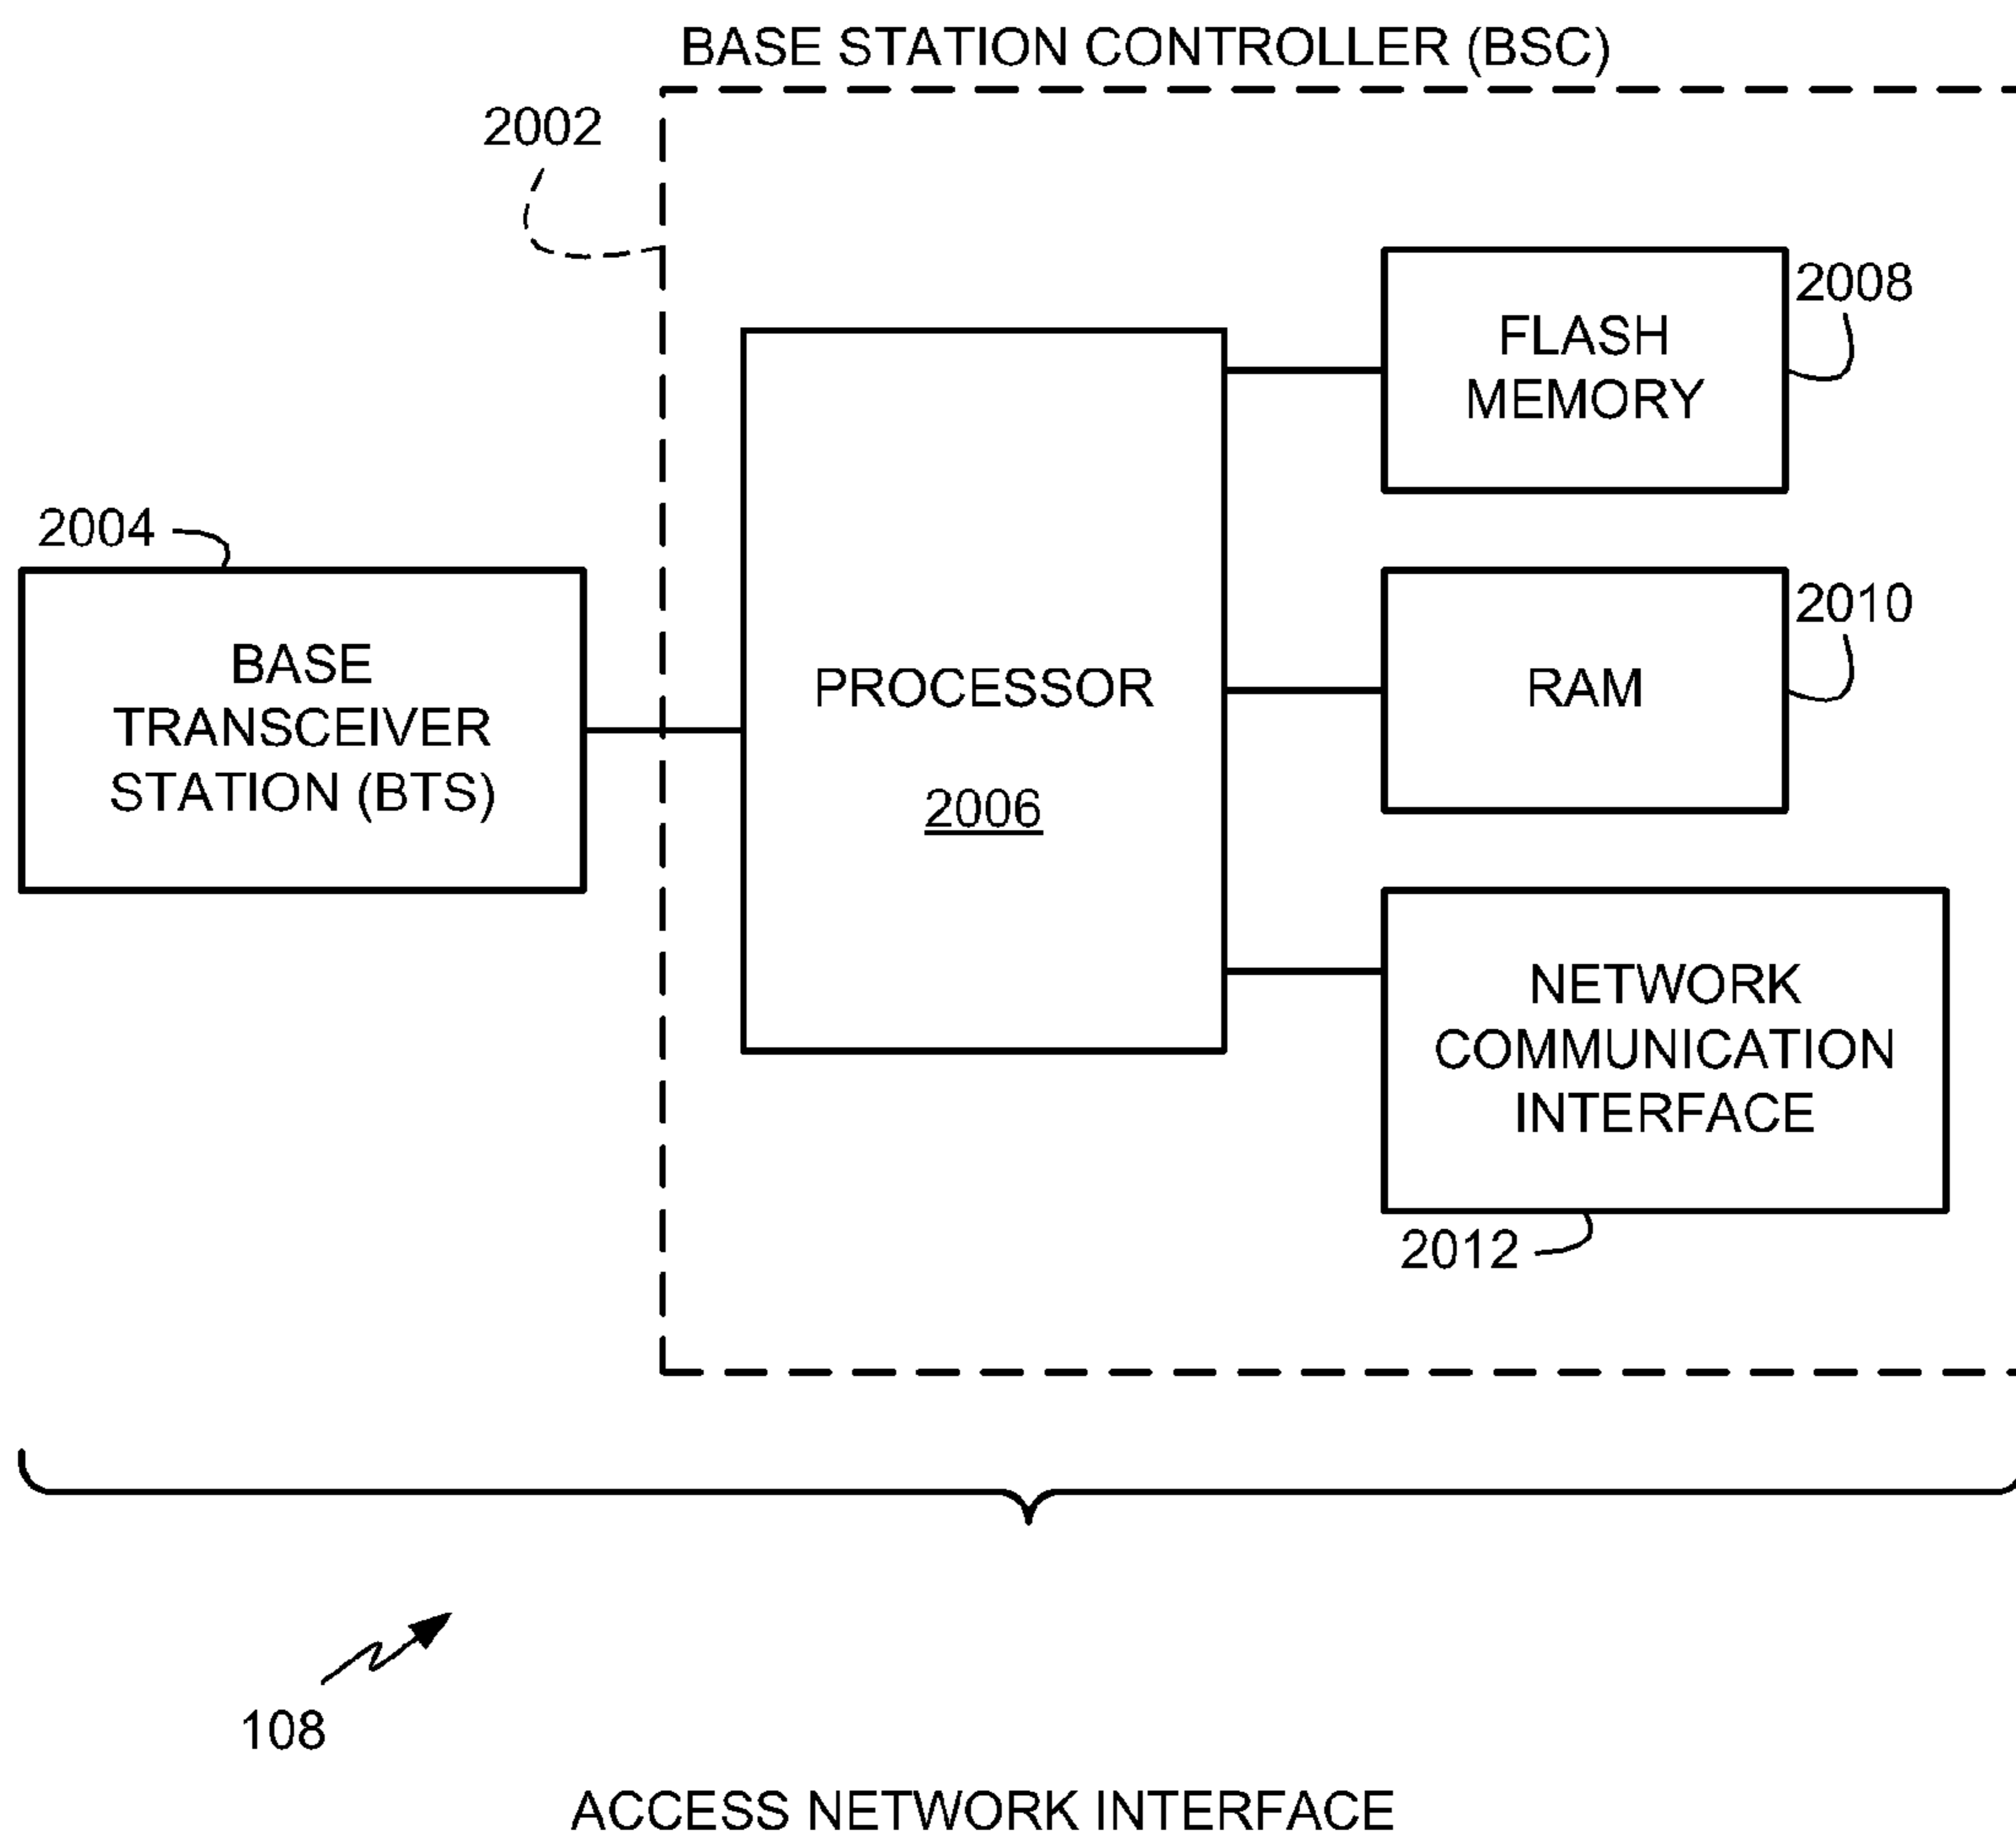 BASE STATION CONTROLLER (BSC)
2002
2008
FLASH
MEMORY
2004
BASE
TRANSCEIVER
STATION (BTS)
PROCESSOR
2006
2010
RAM
NETWORK
COMMUNICATION
INTERFACE
2012
108
ACCESS NETWORK INTERFACE